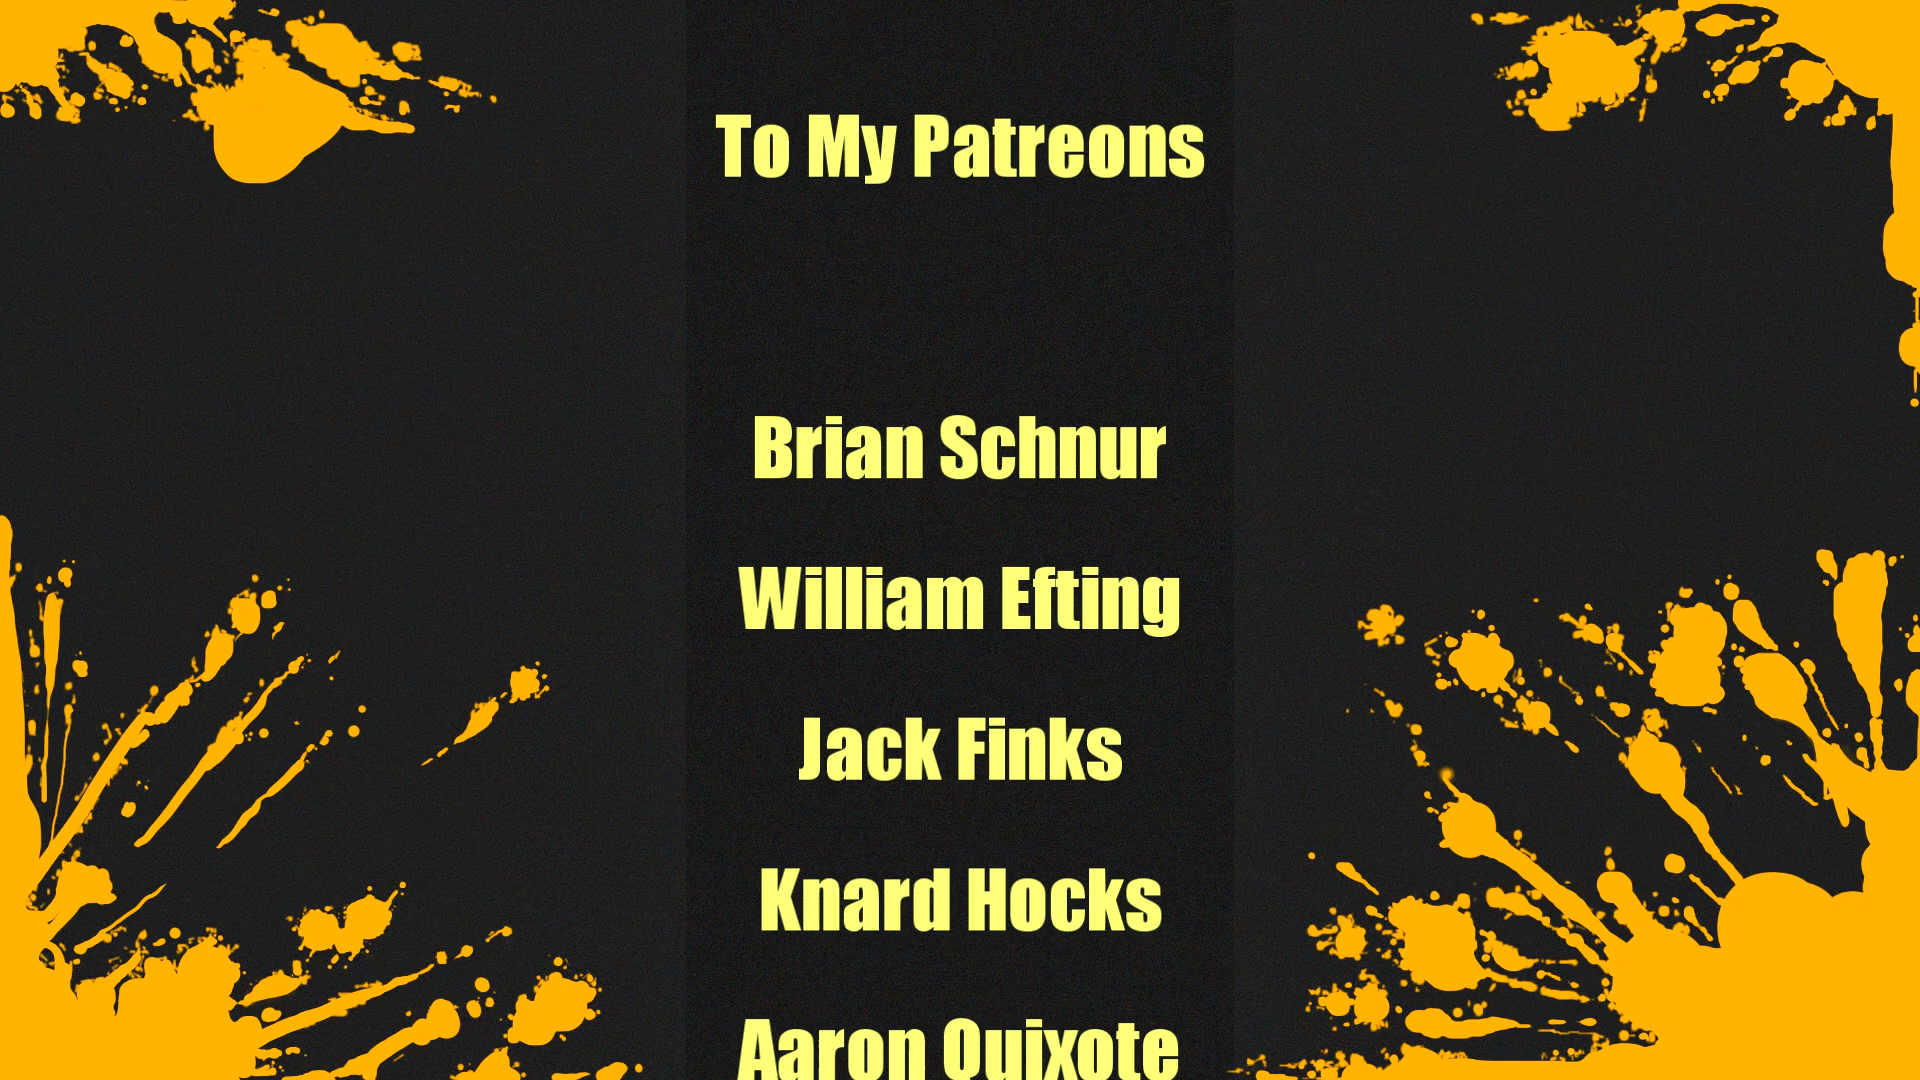 To My Patreons
Brian Schnur
William Efting
Jack Finks
Knard Hocks
Aaron Quixote